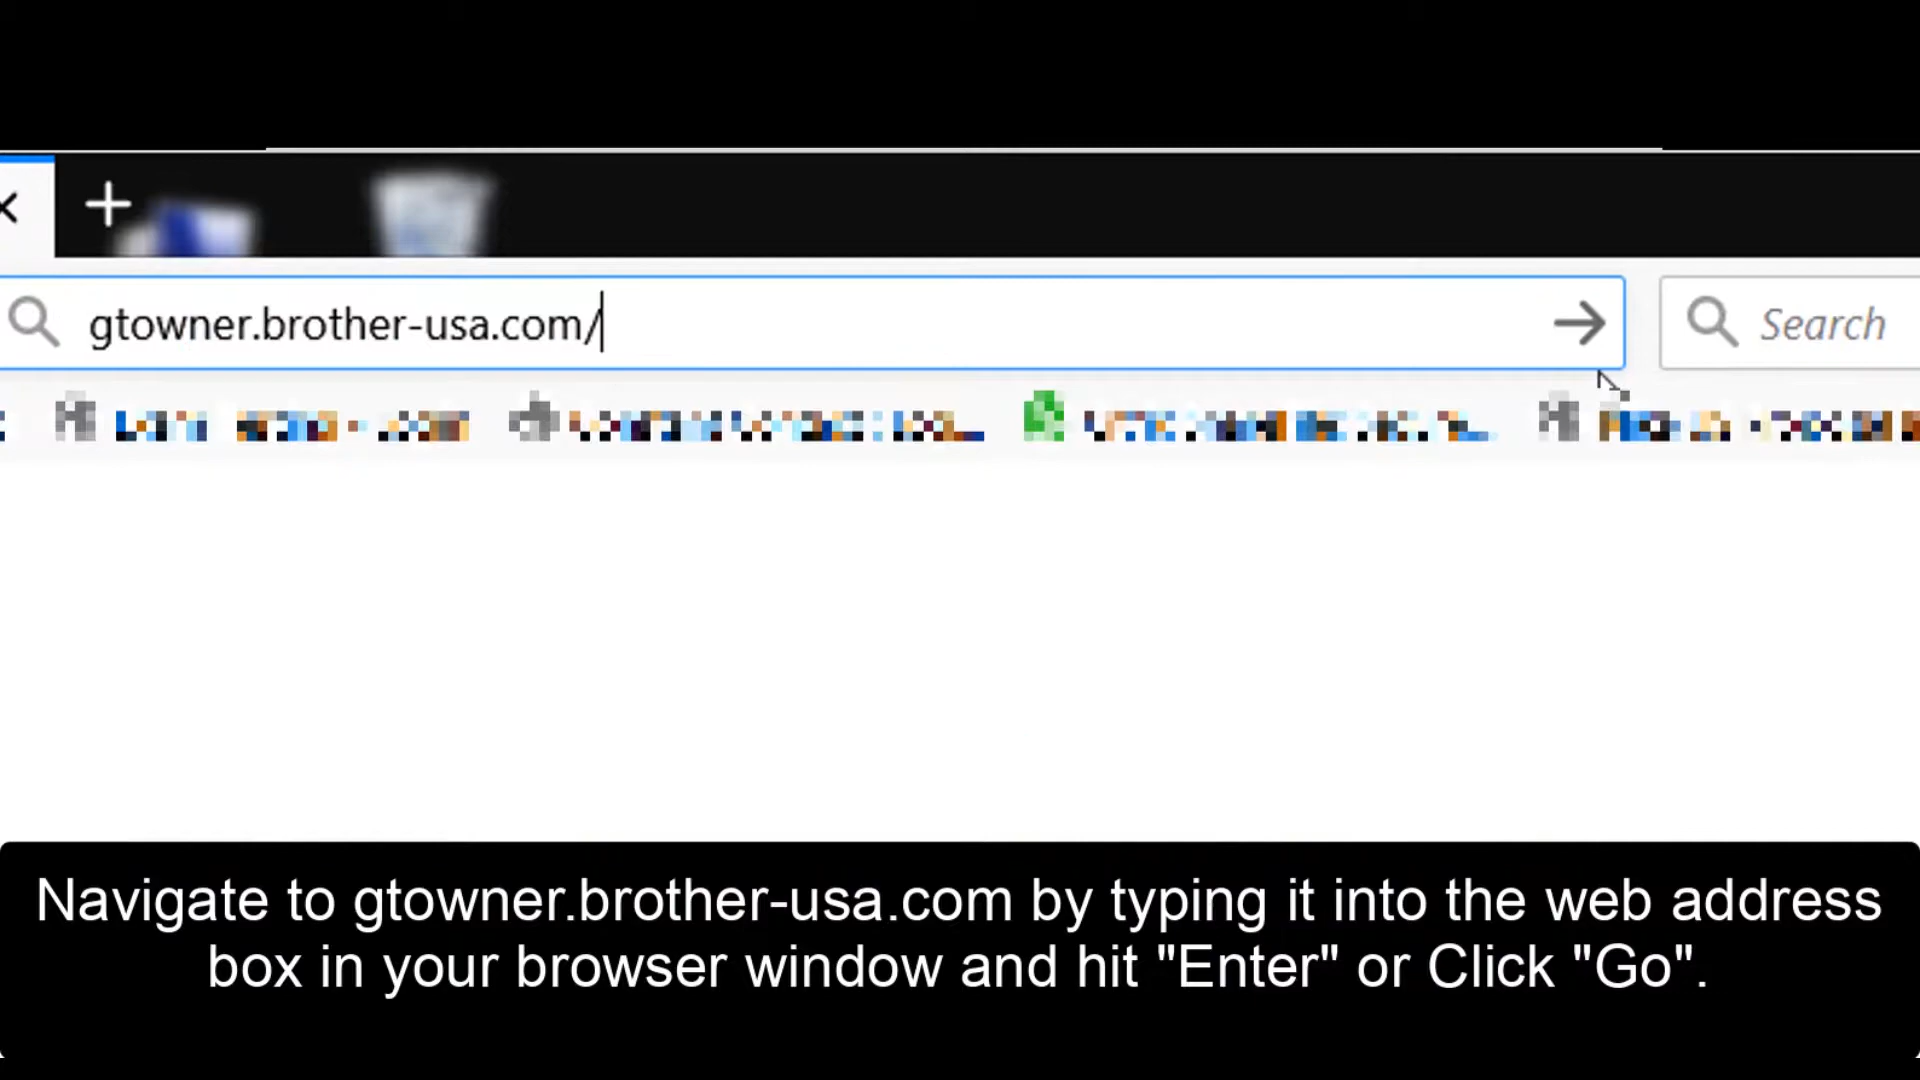 gtowner.brother-usa.com/
Search
Navigate to gtowner.brother-usa.com by typing it into the web address
box in your browser window and hit "Enter" or Click "Go".